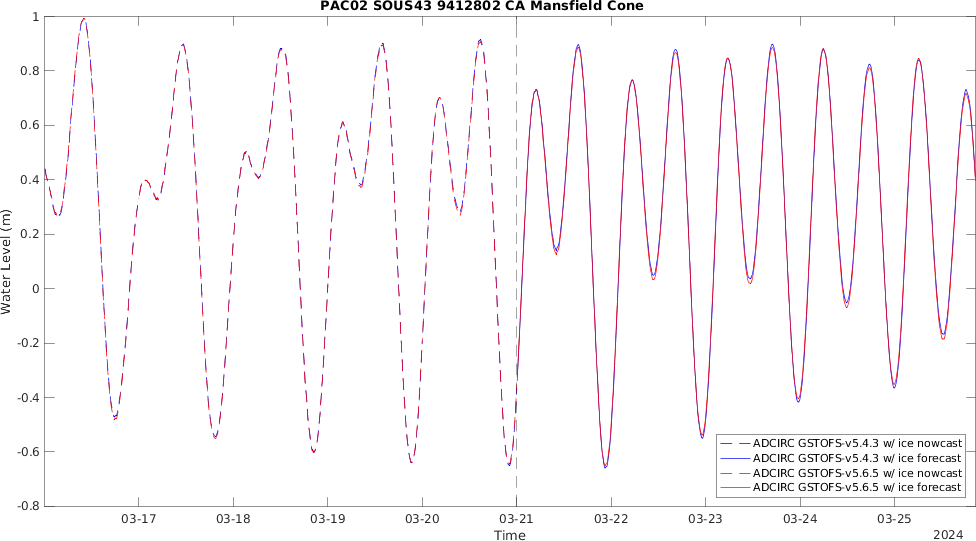 PAC02 SOUS43 9412802 CA Mansfield Cone
Water Level (m)
1
0.8
0.6
0.4
0.2
0
-0.2
-0.4
-0.6
-0.8
ADCIRC GSTOFS-v5.4.3 w/ ice nowcast
ADCIRC GSTOFS-v5.4.3 w/ ice forecast
ADCIRC GSTOFS-v5.6.5 w/ ice nowcast
ADCIRC GSTOFS-v5.6.5 w/ ice forecast
03-17 03-18 03-19 03-20 03-21 03-22 03-23 03-24 03-25
Time
2024